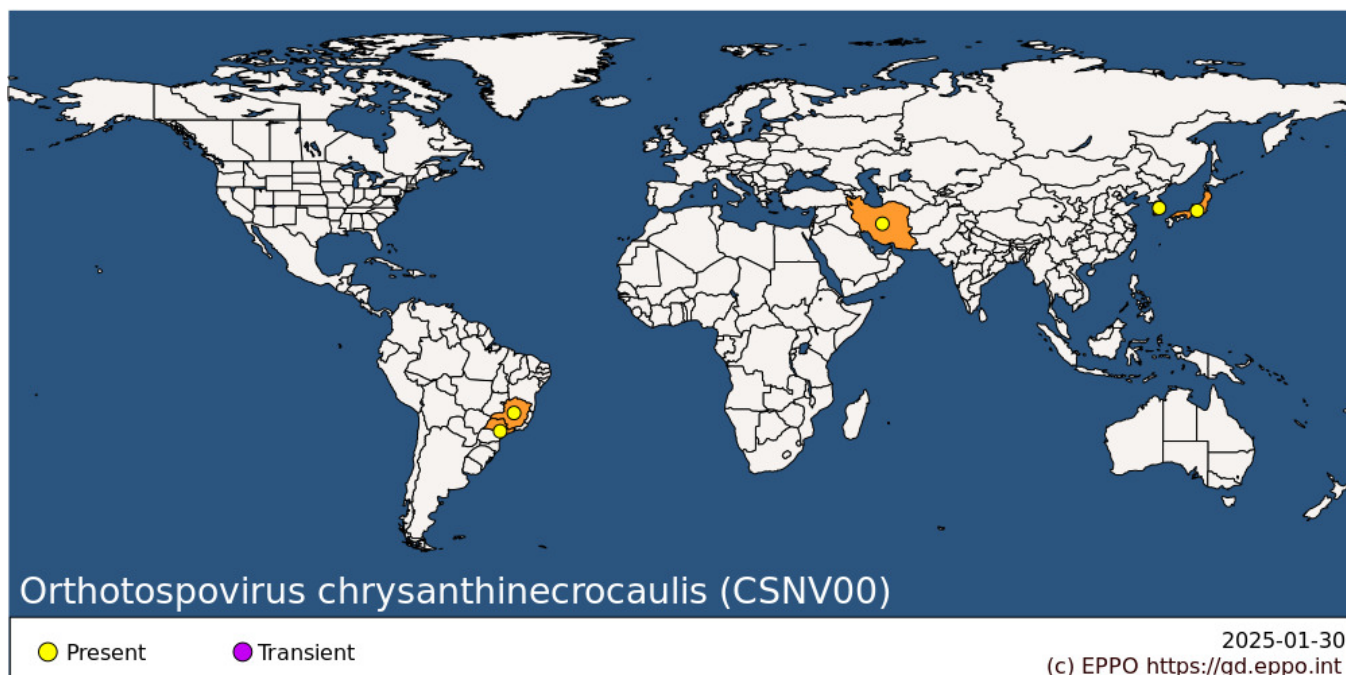 Orthotospovirus chrysanthinecrocaulis (CSNV00)
Present
Transient
2025-01-30
(c) EPPO https://gd.eppo.int